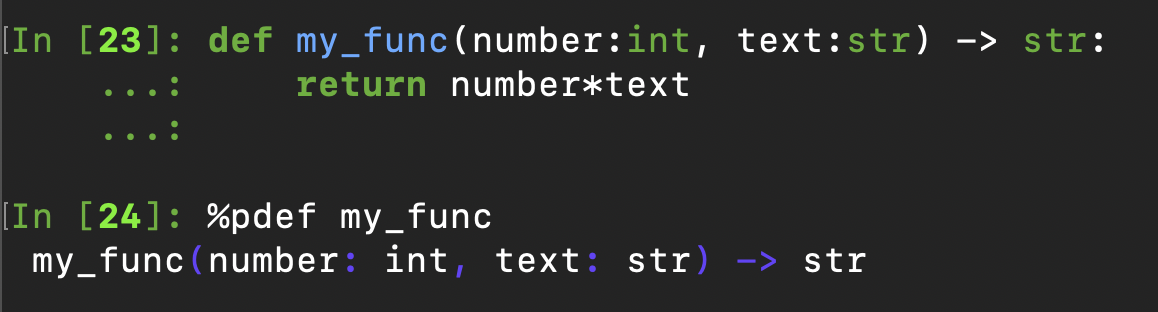 In [23]: def my_func(number:int, text:str) -> str:
    ...:     return number*text
    ...:
In [24]: %pdef my_func
 my_func(number: int, text: str) -> str